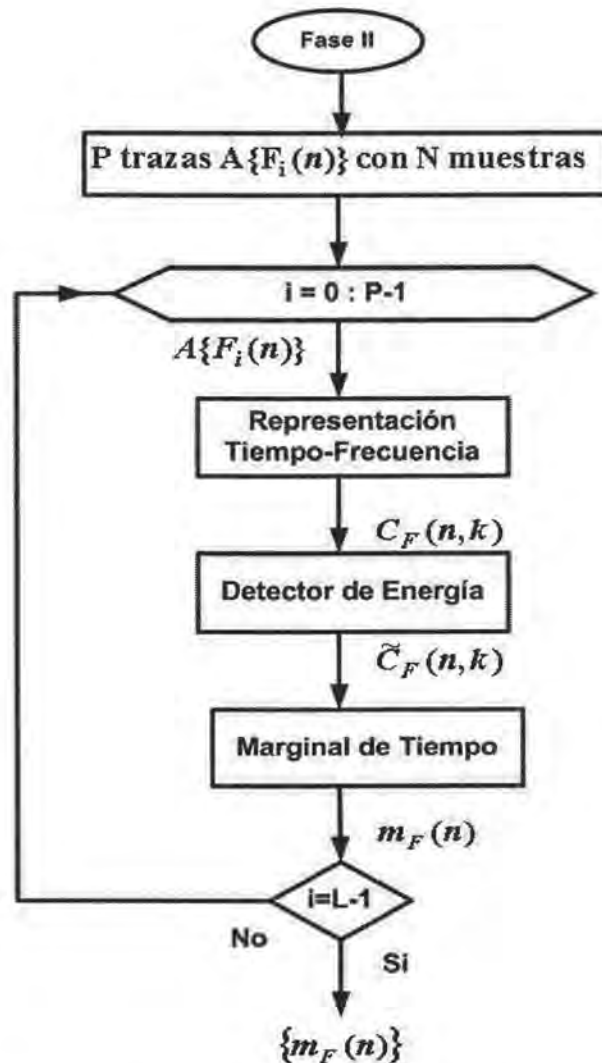 Fase II
P trazas A{F_i(n)} con N muestras
i = 0 : P-1
A{F_i(n)}
Representación
Tiempo-Frecuencia
C_F(n,k)
Detector de Energía
C̃_F(n,k)
Marginal de Tiempo
m_F(n)
i=L-1
No
Si
{m_F(n)}